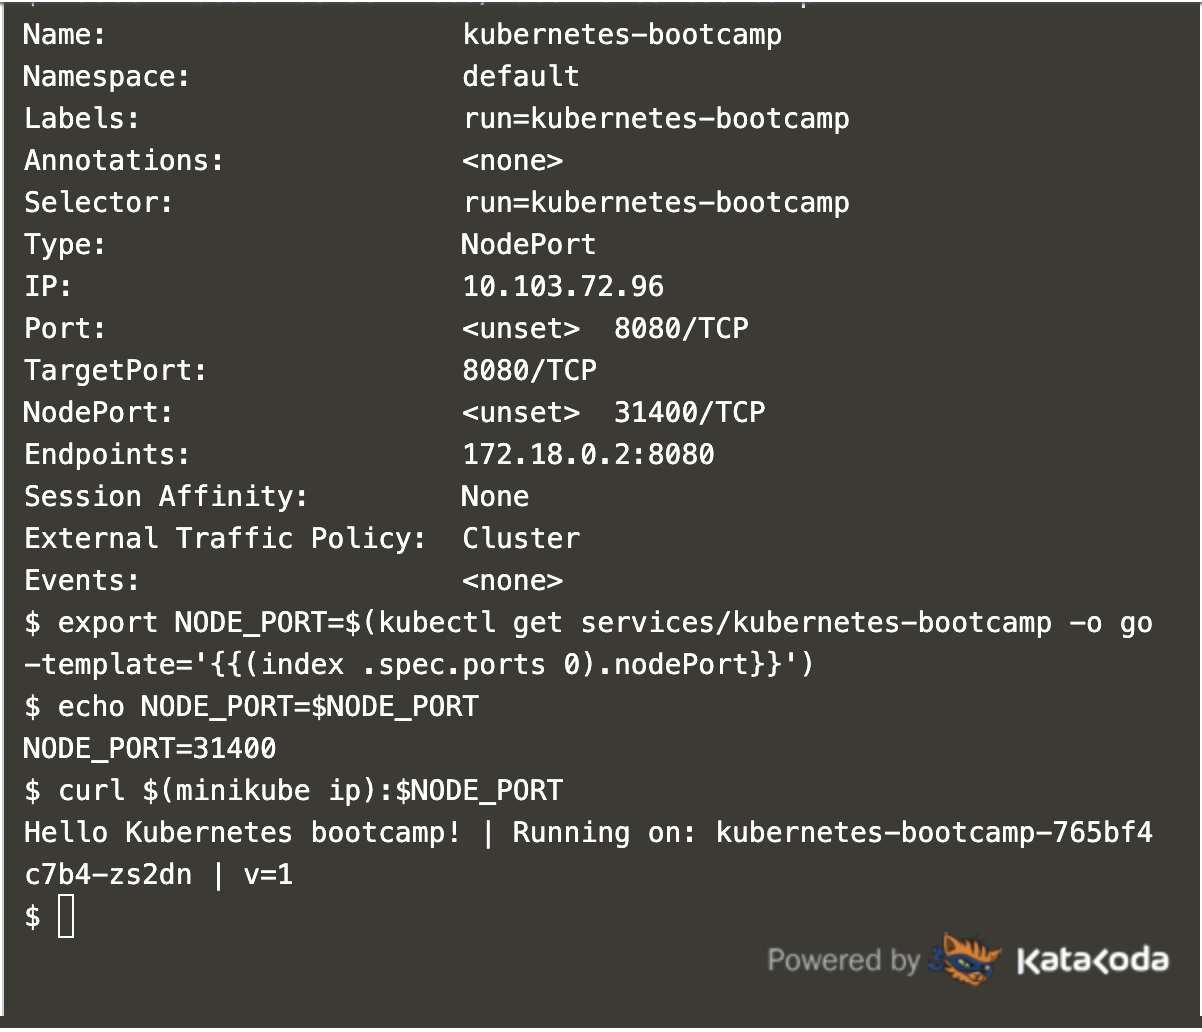 Name:                     kubernetes-bootcamp
Namespace:                default
Labels:                   run=kubernetes-bootcamp
Annotations:              <none>
Selector:                 run=kubernetes-bootcamp
Type:                     NodePort
IP:                       10.103.72.96
Port:                     <unset>  8080/TCP
TargetPort:               8080/TCP
NodePort:                 <unset>  31400/TCP
Endpoints:                172.18.0.2:8080
Session Affinity:         None
External Traffic Policy:  Cluster
Events:                   <none>
$ export NODE_PORT=$(kubectl get services/kubernetes-bootcamp -o go
-template='{{(index .spec.ports 0).nodePort}}')
$ echo NODE_PORT=$NODE_PORT
NODE_PORT=31400
$ curl $(minikube ip):$NODE_PORT
Hello Kubernetes bootcamp! | Running on: kubernetes-bootcamp-765bf4
c7b4-zs2dn | v=1
$
Powered by Katakoda